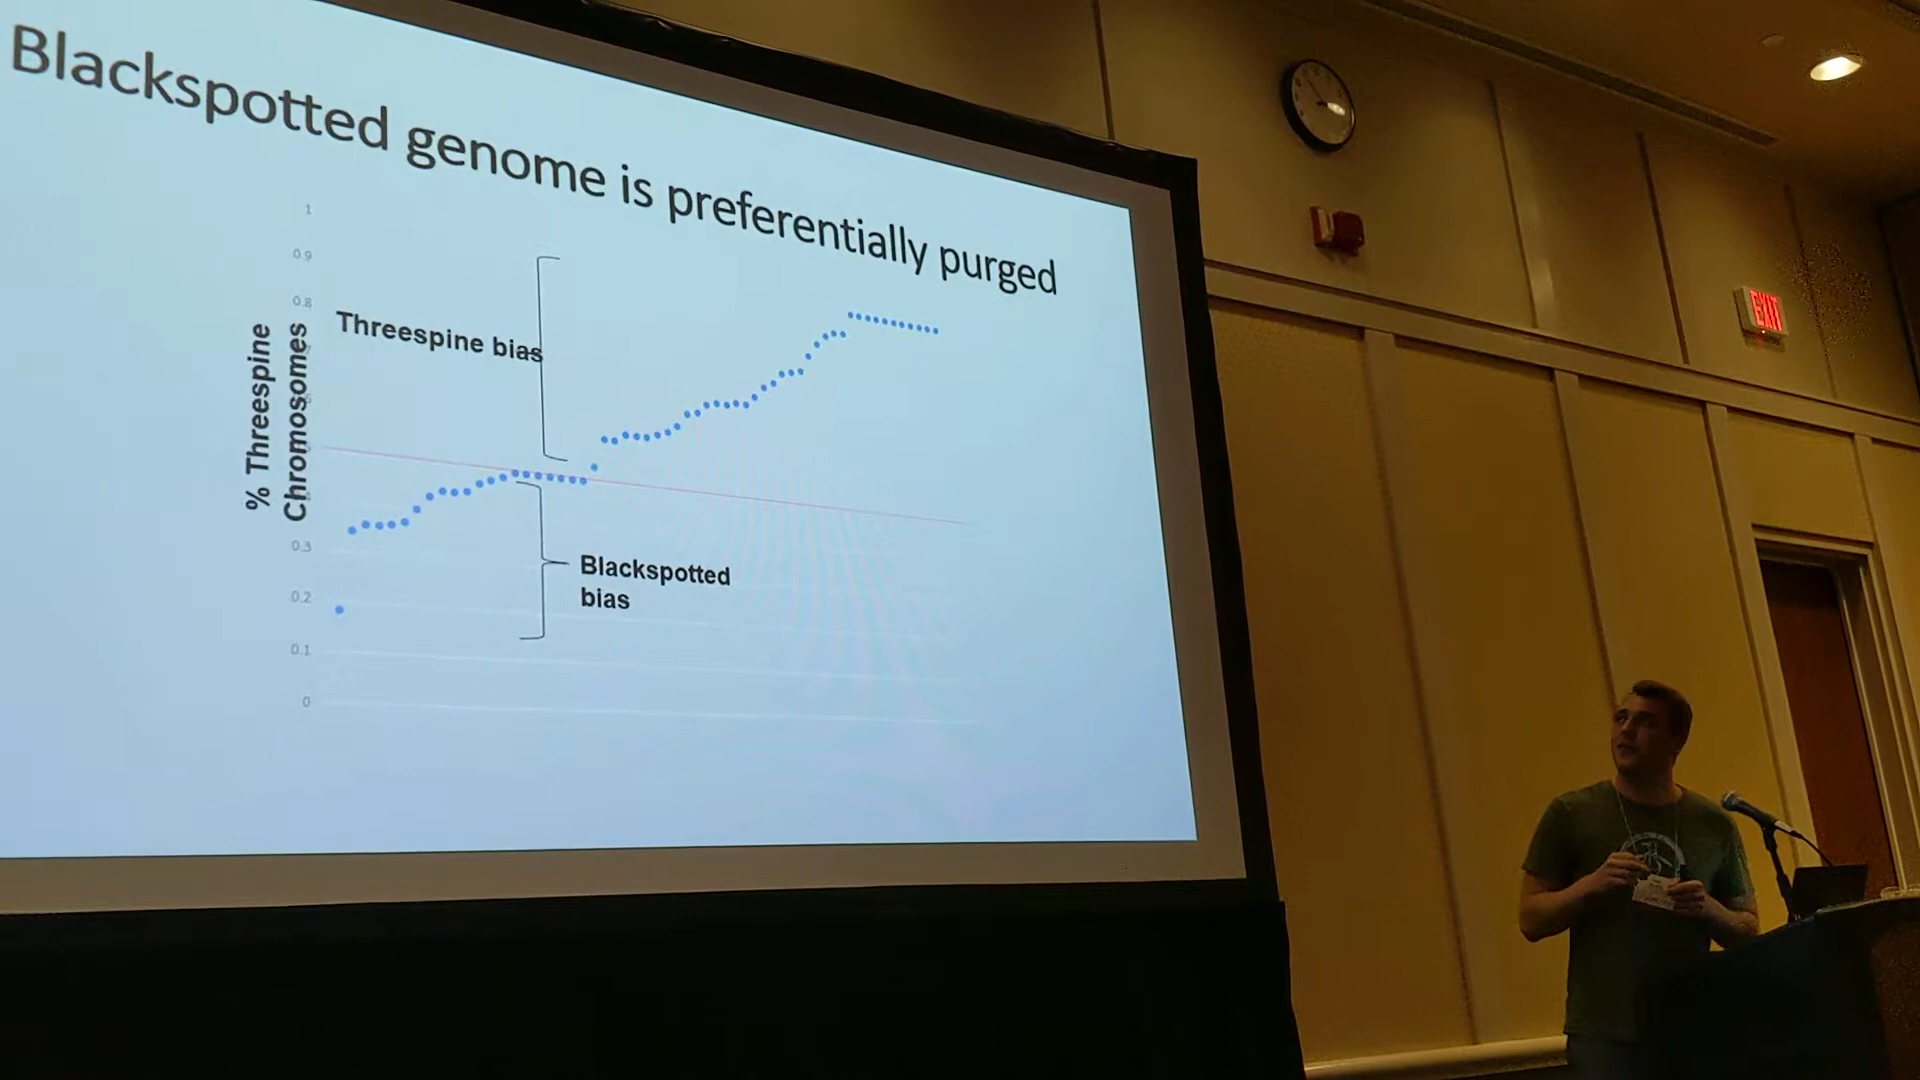 Blackspotted genome is preferentially purged
1
0.9
0.8
Threespine bias
% Threespine
Chromosomes
0.3
Blackspotted
bias
0.2
0.1
0
EXIT